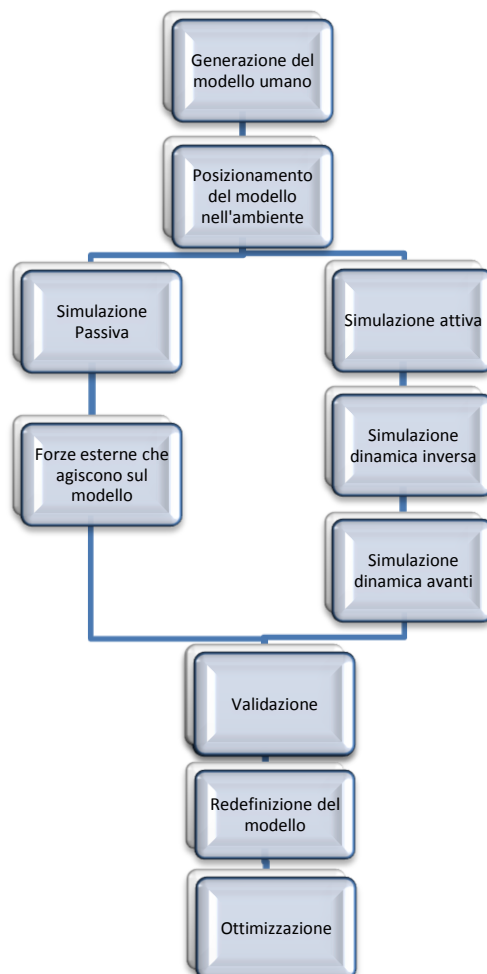 Generazione del
modello umano
Posizionamento
del modello
nell'ambiente
Simulazione
Passiva
Forze esterne che
agiscono sul
modello
Simulazione attiva
Simulazione
dinamica inversa
Simulazione
dinamica avanti
Validazione
Redefinizione del
modello
Ottimizzazione